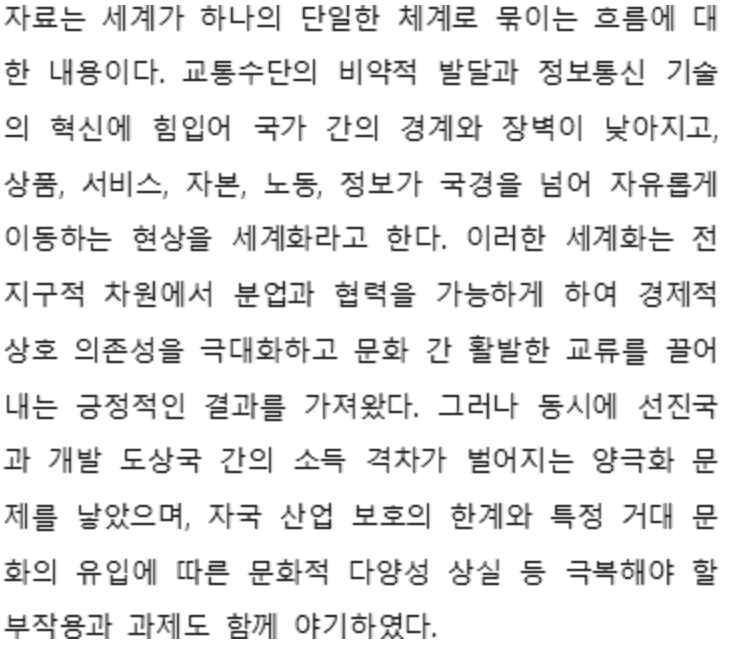 자료는 세계가 하나의 단일한 체계로 묶이는 흐름에 대
한 내용이다. 교통수단의 비약적 발달과 정보통신 기술
의 혁신에 힘입어 국가 간의 경계와 장벽이 낮아지고,
상품, 서비스, 자본, 노동, 정보가 국경을 넘어 자유롭게
이동하는 현상을 세계화라고 한다. 이러한 세계화는 전
지구적 차원에서 분업과 협력을 가능하게 하여 경제적
상호 의존성을 극대화하고 문화 간 활발한 교류를 끌어
내는 긍정적인 결과를 가져왔다. 그러나 동시에 선진국
과 개발 도상국 간의 소득 격차가 벌어지는 양극화 문
제를 낳았으며, 자국 산업 보호의 한계와 특정 거대 문
화의 유입에 따른 문화적 다양성 상실 등 극복해야 할
부작용과 과제도 함께 야기하였다.